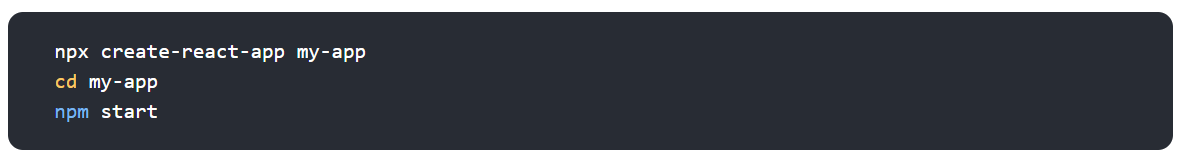 npx create-react-app my-app
cd my-app
npm start